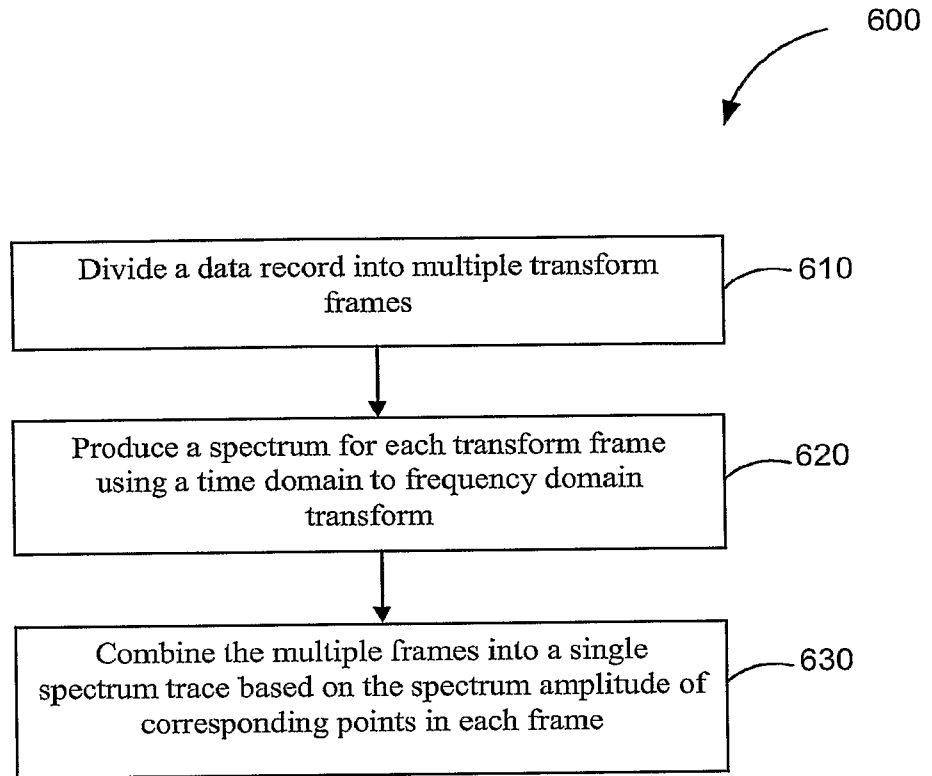 600
Divide a data record into multiple transform
frames
610
Produce a spectrum for each transform frame
using a time domain to frequency domain
transform
620
Combine the multiple frames into a single
spectrum trace based on the spectrum amplitude of
corresponding points in each frame
630